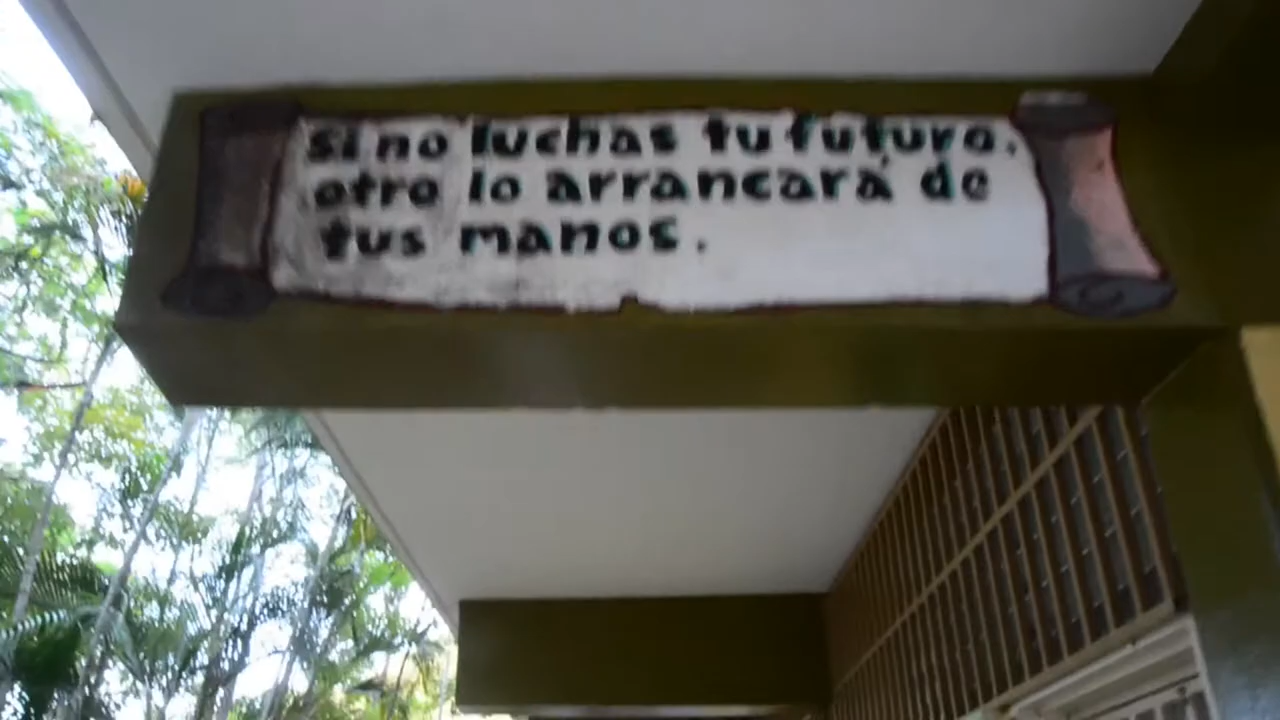 Si no luchas tu futuro.
otro lo arrancará de
tus manos.